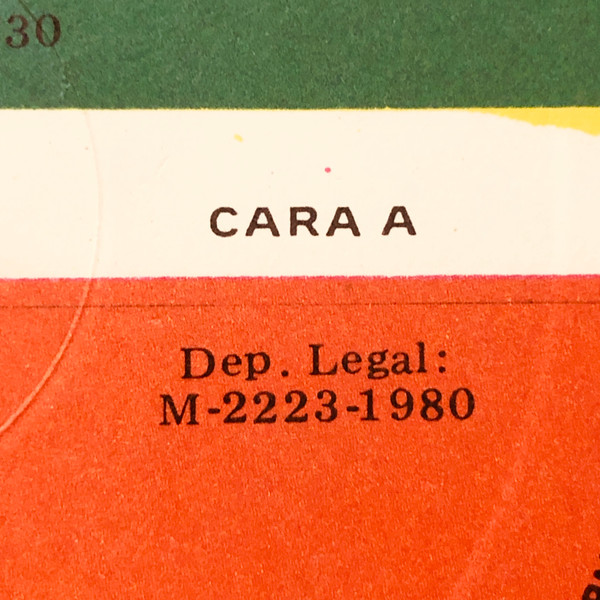 30
CARA A
Dep. Legal:
M-2223-1980